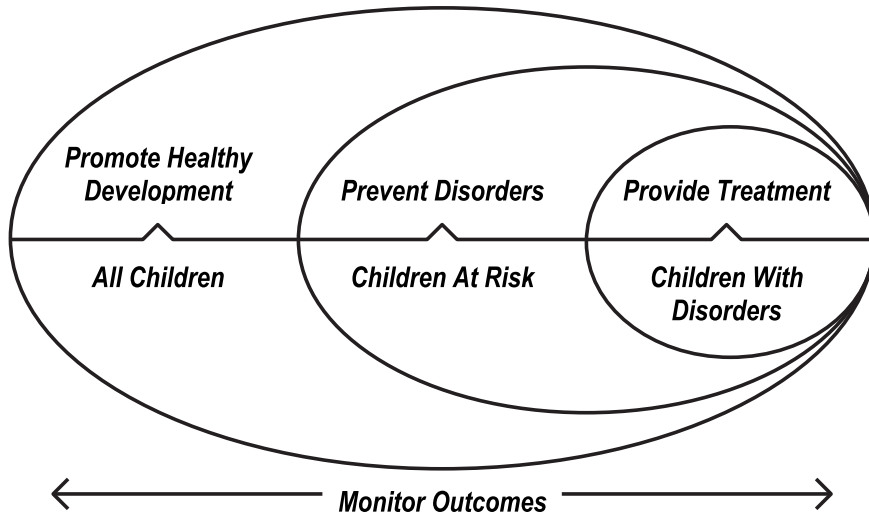 Promote Healthy
Development
Prevent Disorders
Provide Treatment
All Children
Children At Risk
Children With
Disorders
Monitor Outcomes